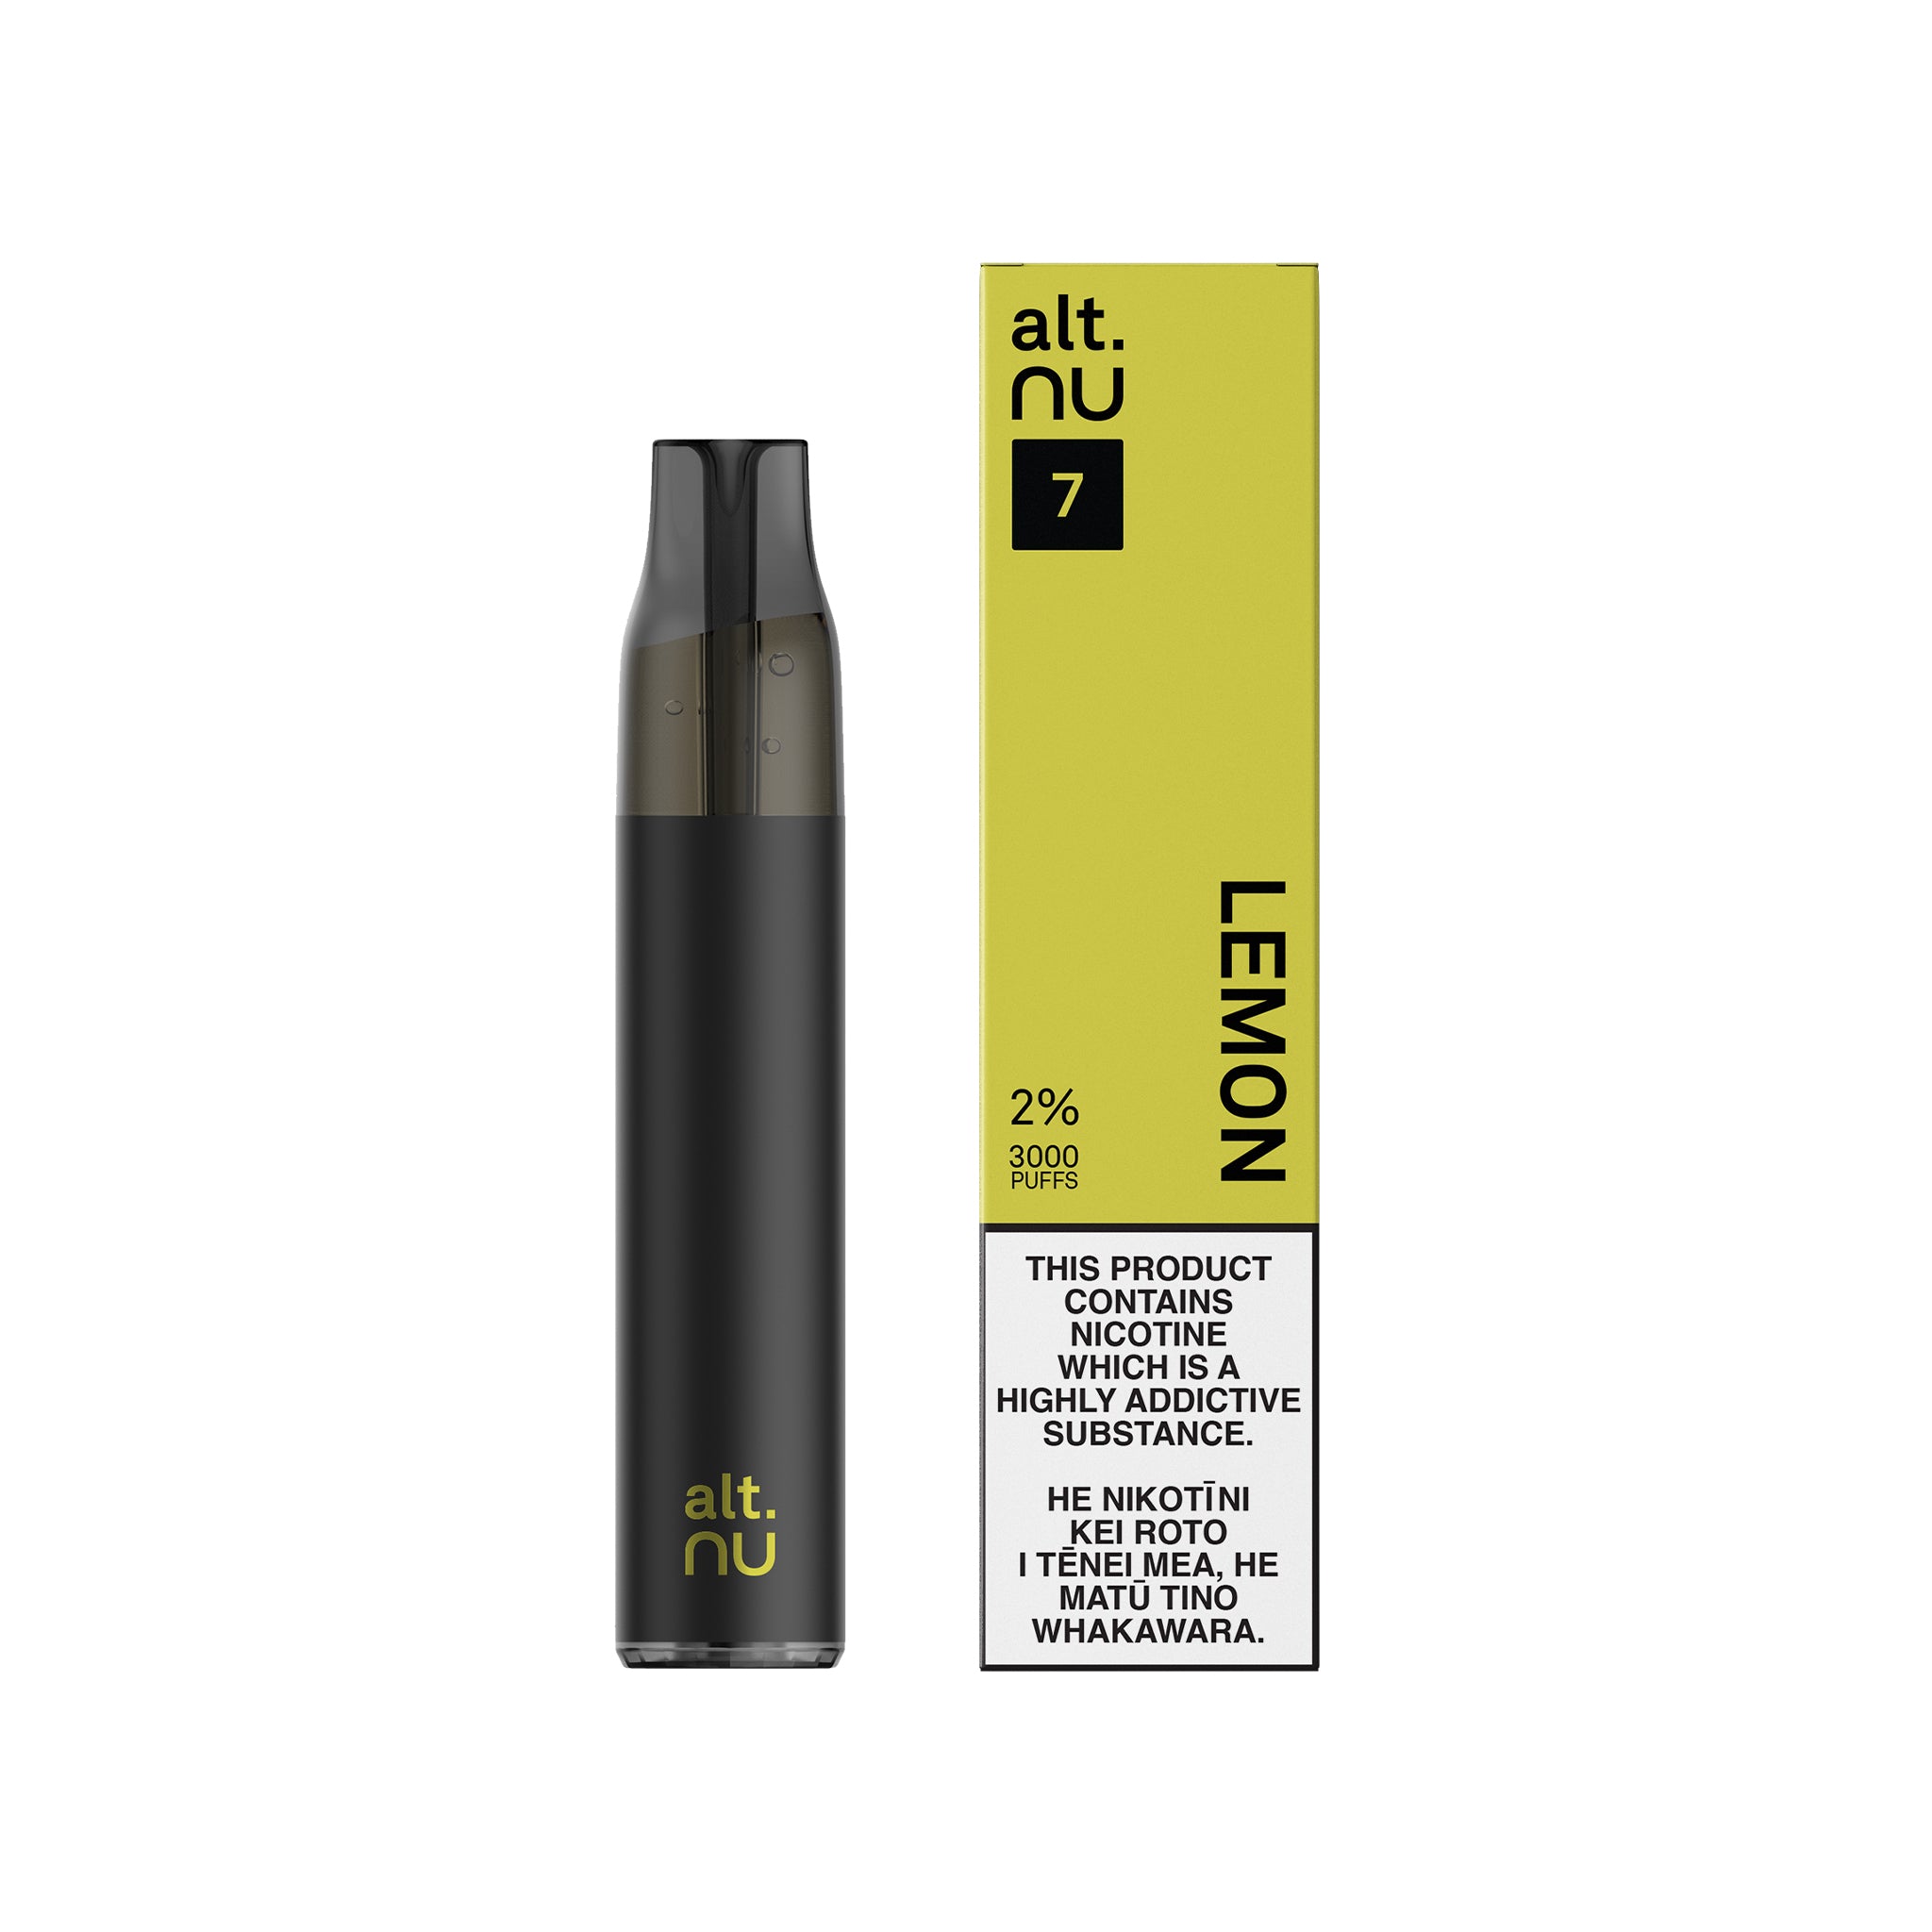 alt.
nu
alt.
nu
7
LEMON
2%
3000
PUFFS
THIS PRODUCT
CONTAINS
NICOTINE
WHICH IS A
HIGHLY ADDICTIVE
SUBSTANCE.
HE NIKOTĪNI
KEI ROTO
I TĒNEI MEA, HE
MATŪ TINO
WHAKAWARA.